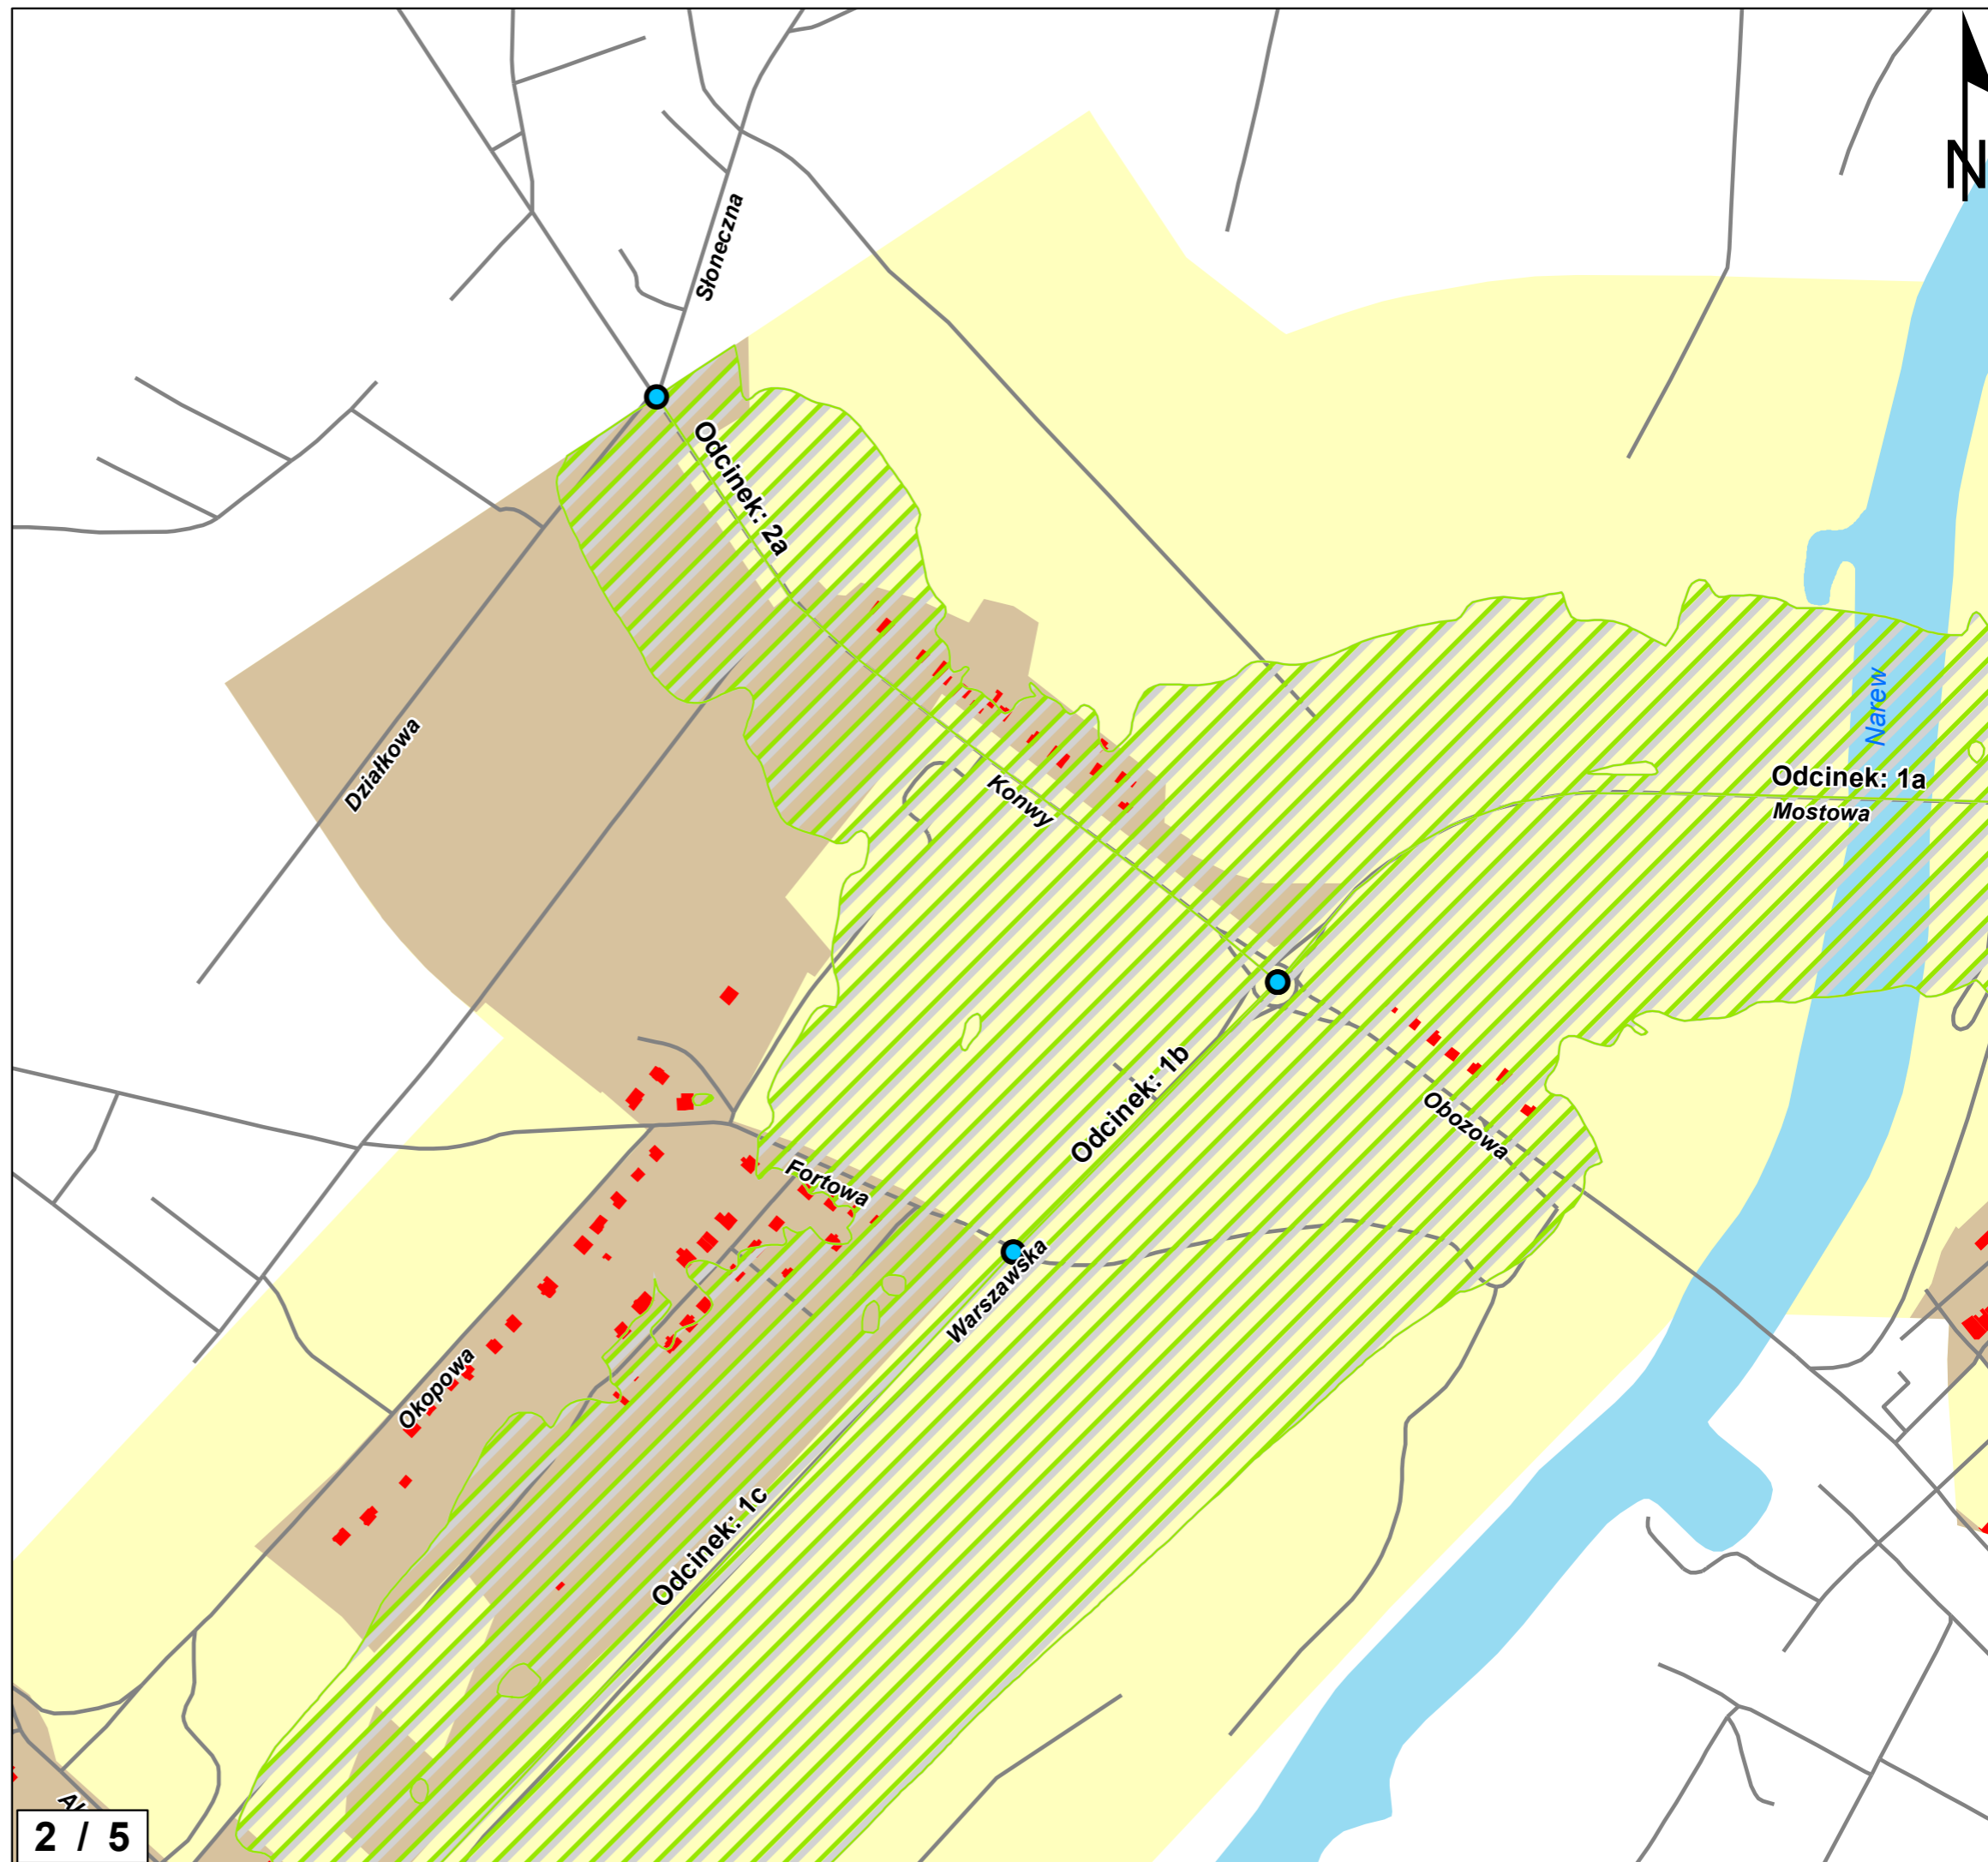 N
Słoneczna
Odcinek: 2a
Działkowa
Narew
Odcinek: 1a
Mostowa
Konwy
Odcinek: 1b
Obozowa
Fortowa
Warszawska
Okopowa
Odcinek: 1c
2 / 5